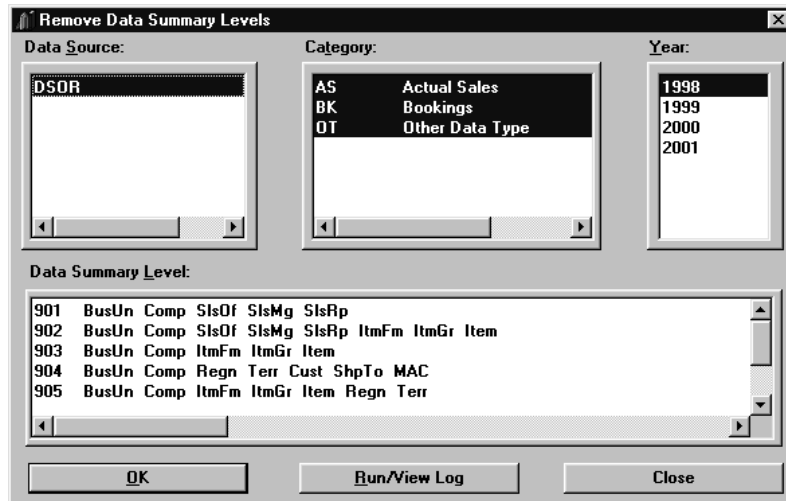 Remove Data Summary Levels
Data Source: Category: Year:
DSOR
AS Actual Sales
BK Bookings
OT Other Data Type
1998
1999
2000
2001
Data Summary Level:
901 BusUn Comp SlsOf SlsMg SlsRp
902 BusUn Comp SlsOf SlsMg SlsRp ItmFm ItmGr Item
903 BusUn Comp ItmFm ItmGr Item
904 BusUn Comp Regn Terr Cust ShpTo MAC
905 BusUn Comp ItmFm ItmGr Item Regn Terr
OK Run/View Log Close